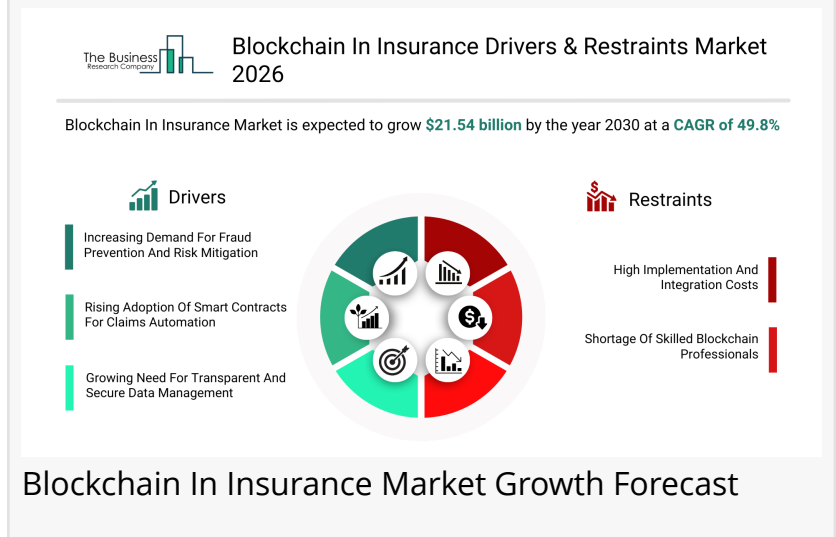 The Business
Research Company
Blockchain In Insurance Drivers & Restraints Market
2026
Blockchain In Insurance Market is expected to grow $21.54 billion by the year 2030 at a CAGR of 49.8%
Drivers
Increasing Demand For Fraud
Prevention And Risk Mitigation
Rising Adoption Of Smart Contracts
For Claims Automation
Growing Need For Transparent And
Secure Data Management
Restraints
High Implementation And
Integration Costs
Shortage Of Skilled Blockchain
Professionals
Blockchain In Insurance Market Growth Forecast